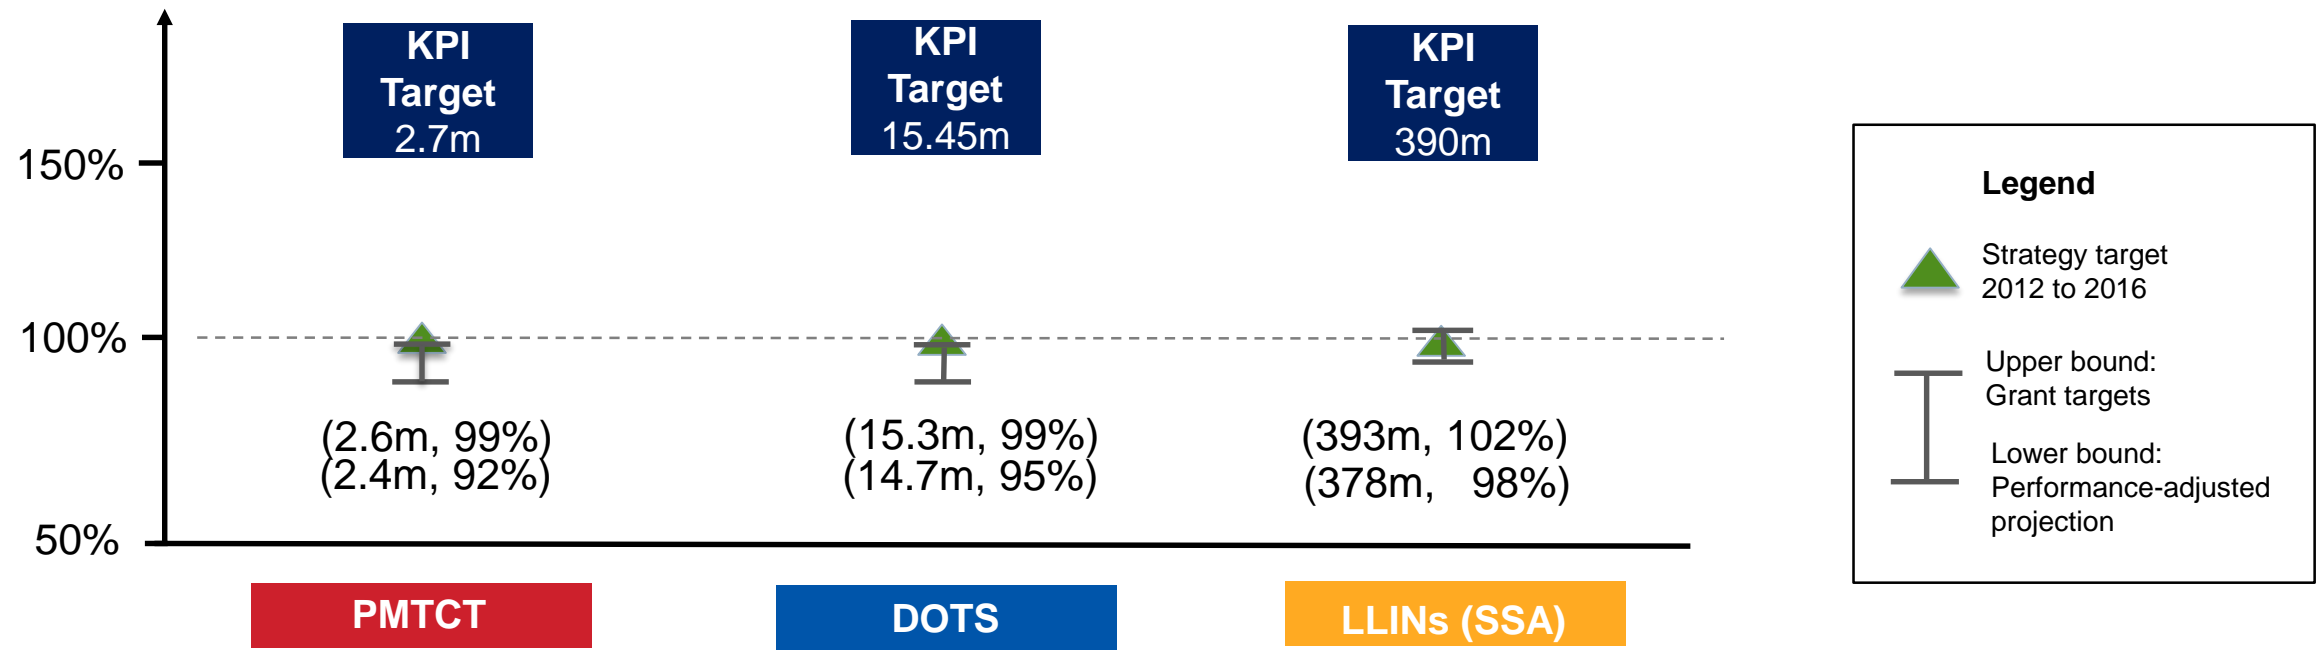 KPI
Target
2.7m
KPI
Target
15.45m
KPI
Target
390m
150%
100%
50%
(2.6m, 99%)
(2.4m, 92%)
(15.3m, 99%)
(14.7m, 95%)
(393m, 102%)
(378m, 98%)
PMTCT
DOTS
LLINs (SSA)
Legend
Strategy target
2012 to 2016
Upper bound:
Grant targets
Lower bound:
Performance-adjusted
projection